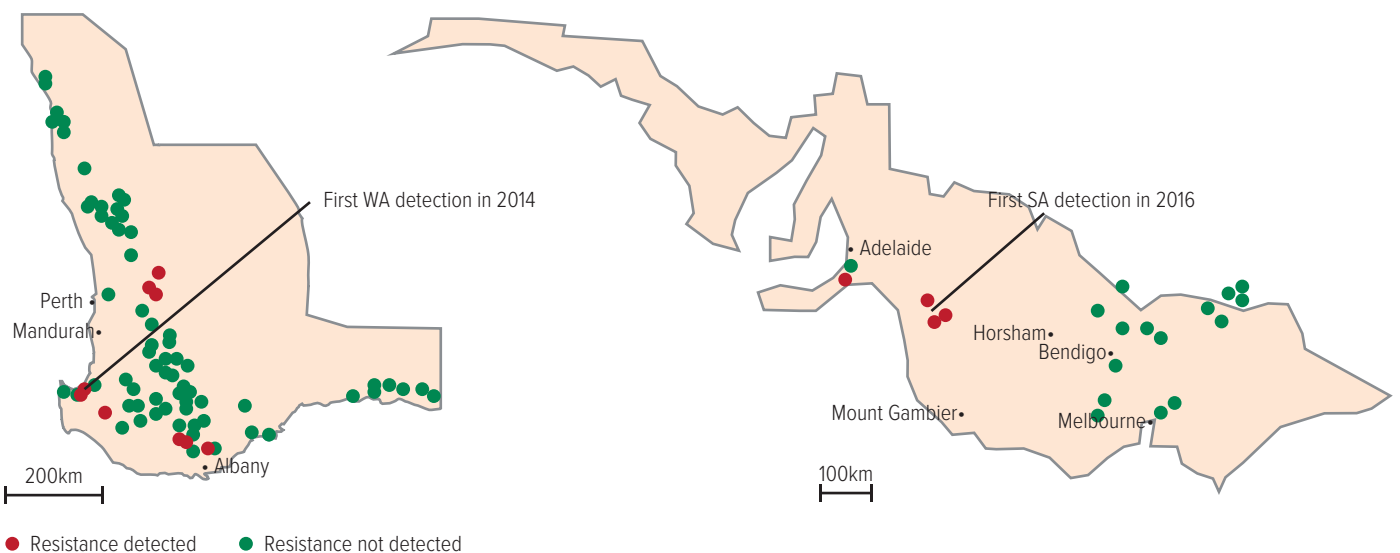 First WA detection in 2014
First SA detection in 2016
Adelaide
Perth
Mandurah
Horsham
Bendigo
Mount Gambier
Melbourne
Albany
200km
100km
Resistance detected
Resistance not detected